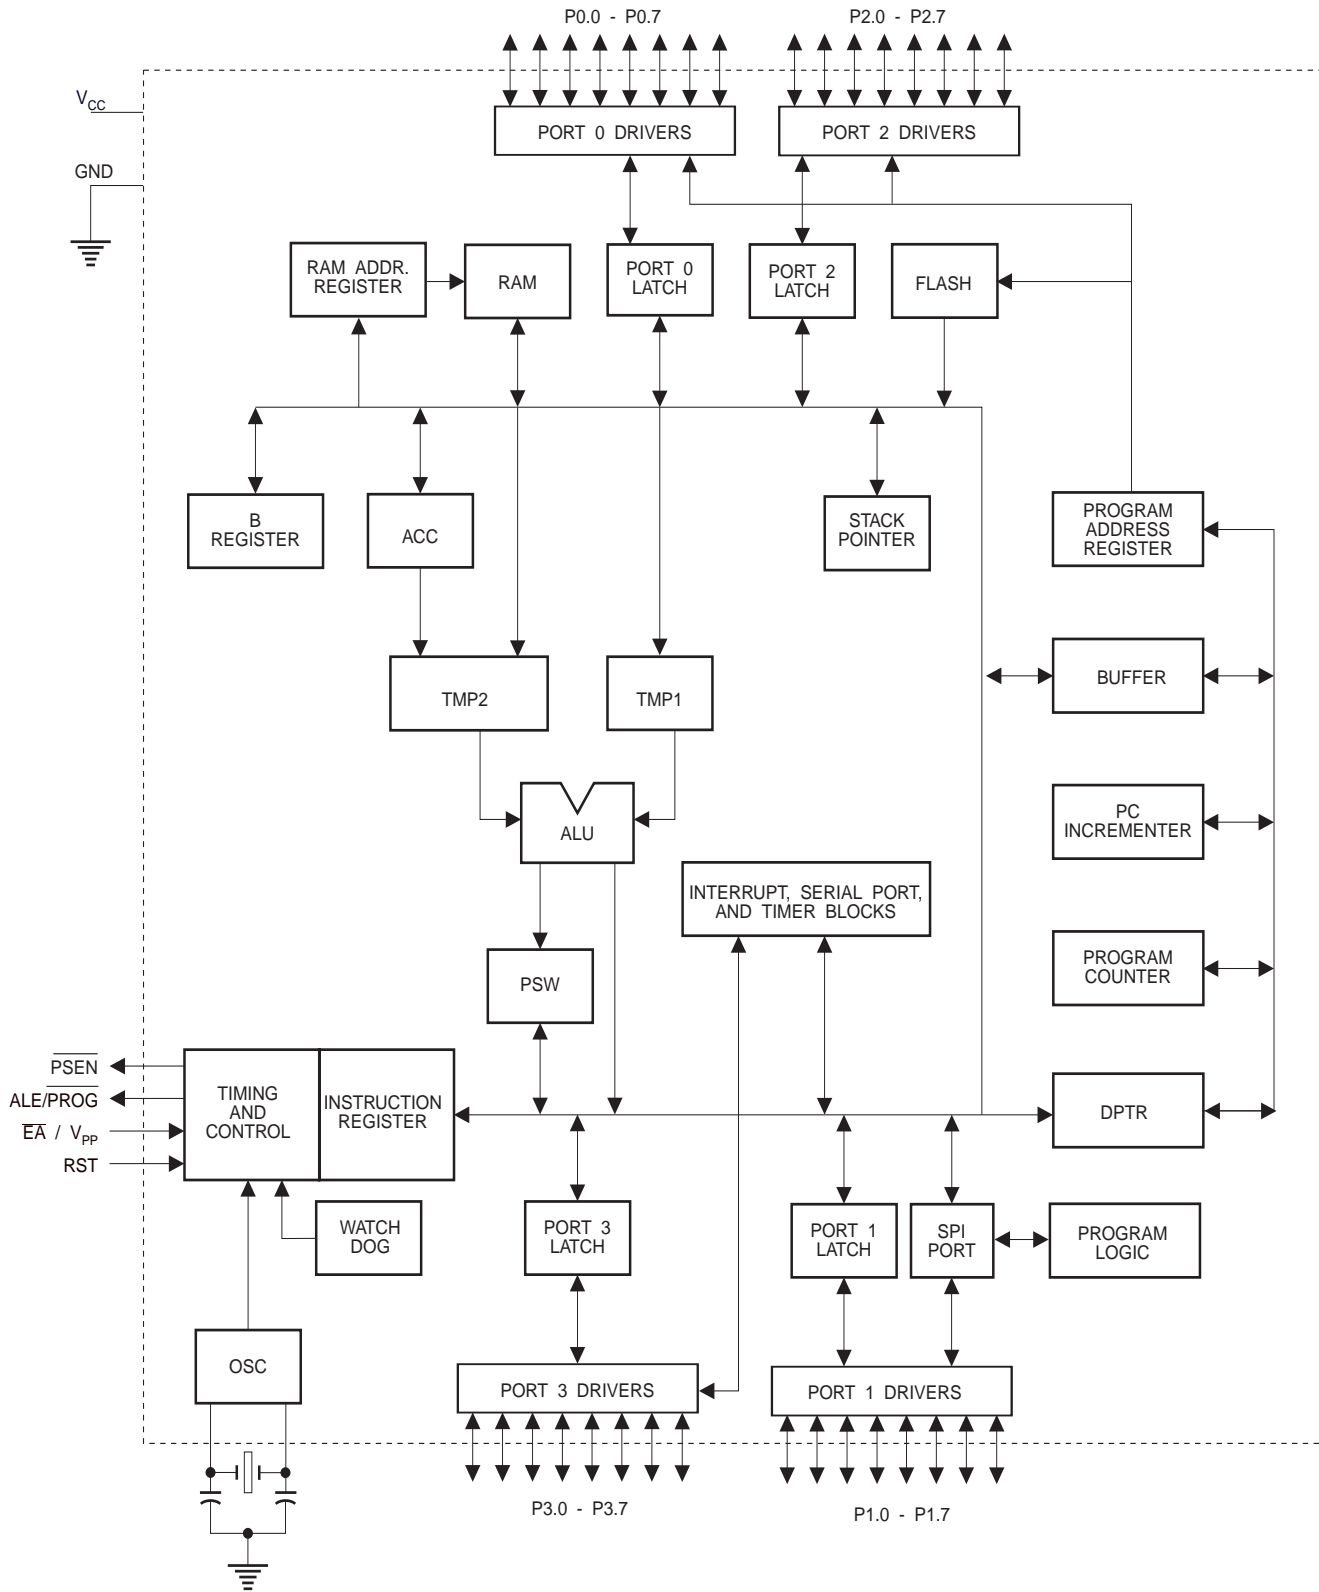 P0.0 - P0.7
P2.0 - P2.7
VCC
PORT 0 DRIVERS
PORT 2 DRIVERS
GND
RAM ADDR.
REGISTER
RAM
PORT 0
LATCH
PORT 2
LATCH
FLASH
B
REGISTER
ACC
STACK
POINTER
PROGRAM
ADDRESS
REGISTER
TMP2
TMP1
BUFFER
ALU
PC
INCREMENTER
INTERRUPT, SERIAL PORT,
AND TIMER BLOCKS
PSW
PROGRAM
COUNTER
PSEN
ALE/PROG
EA / VPP
RST
TIMING
AND
CONTROL
INSTRUCTION
REGISTER
DPTR
WATCH
DOG
PORT 3
LATCH
PORT 1
LATCH
SPI
PORT
PROGRAM
LOGIC
OSC
PORT 3 DRIVERS
PORT 1 DRIVERS
P3.0 - P3.7
P1.0 - P1.7